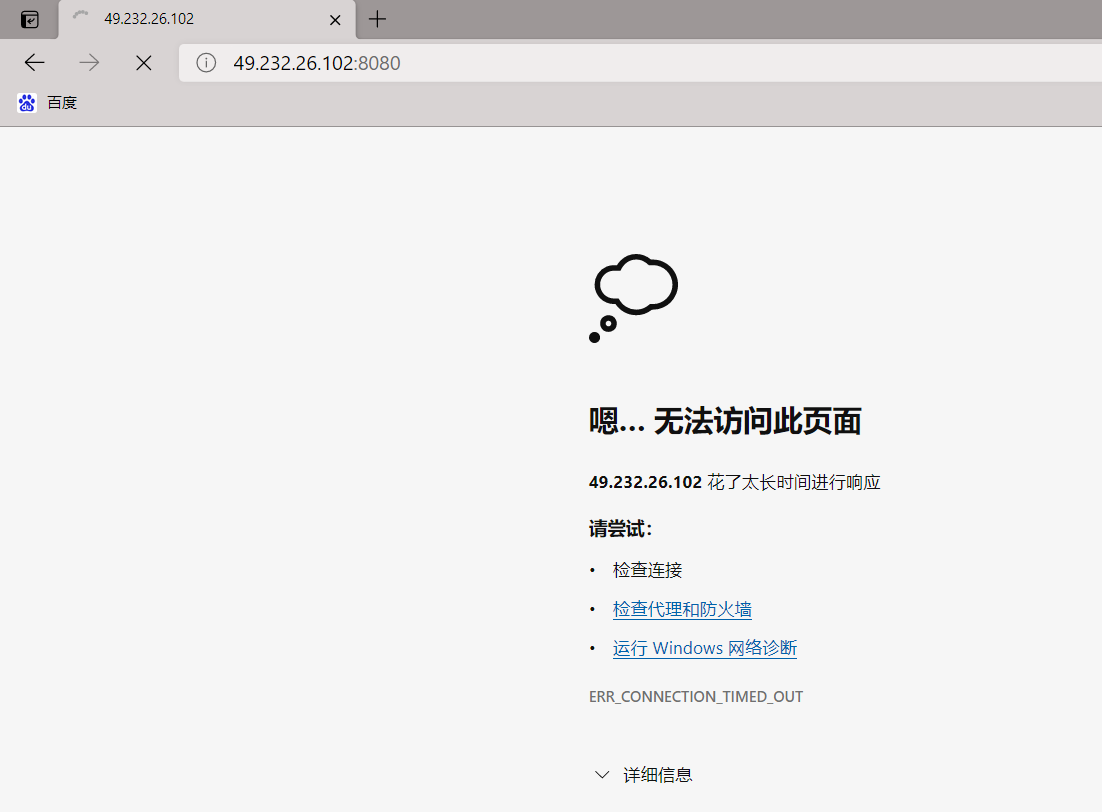 49.232.26.102
49.232.26.102:8080
du 百度
嗯… 无法访问此页面
49.232.26.102 花了太长时间进行响应
请尝试：
• 检查连接
• 检查代理和防火墙
• 运行 Windows 网络诊断
ERR_CONNECTION_TIMED_OUT
详细信息